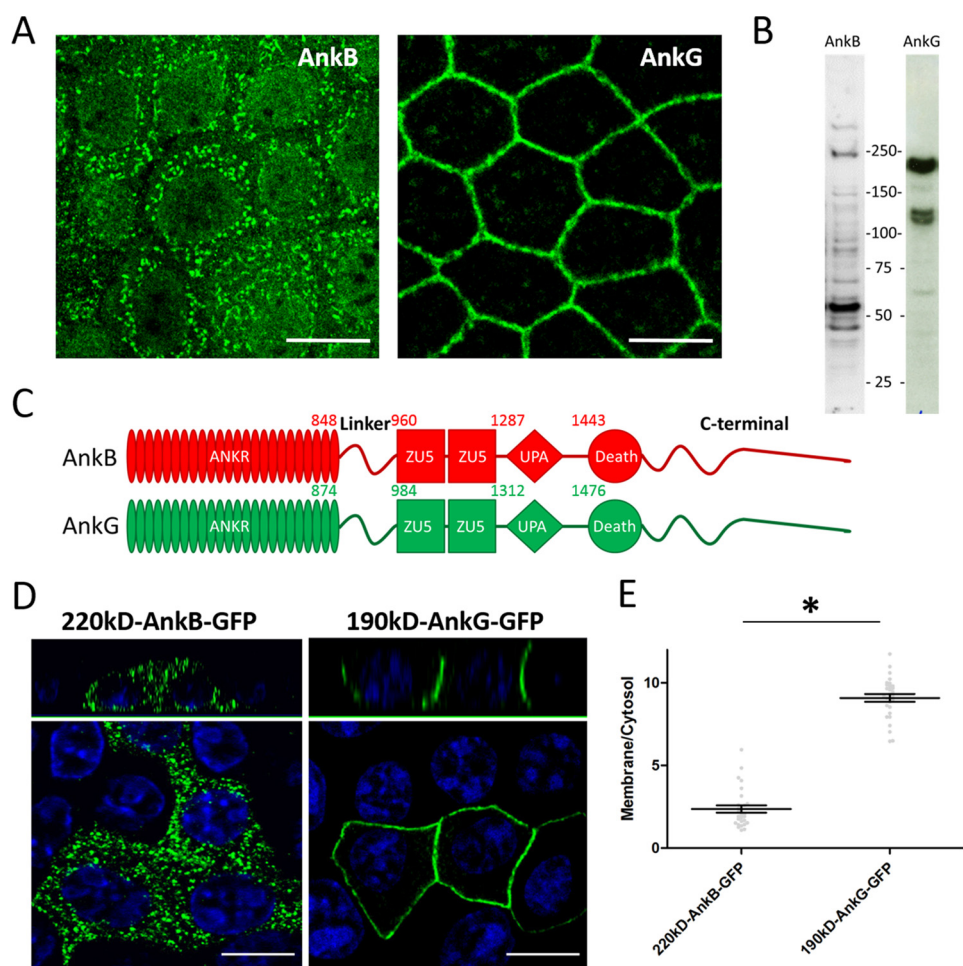 A
AnkB
AnkG
B
AnkB
AnkG
-250-
-150-
-100-
- 75 -
- 50 -
- 25 -
C
848
Linker
960
1287
1443
C-terminal
AnkB
ANKR
ZU5
ZU5
UPA
Death
874
984
1312
1476
AnkG
ANKR
ZU5
ZU5
UPA
Death
D
220kD-AnkB-GFP
190kD-AnkG-GFP
E
*
Membrane/Cytosol
10
5
0
220kD-AnkB-GFP
190kD-AnkG-GFP